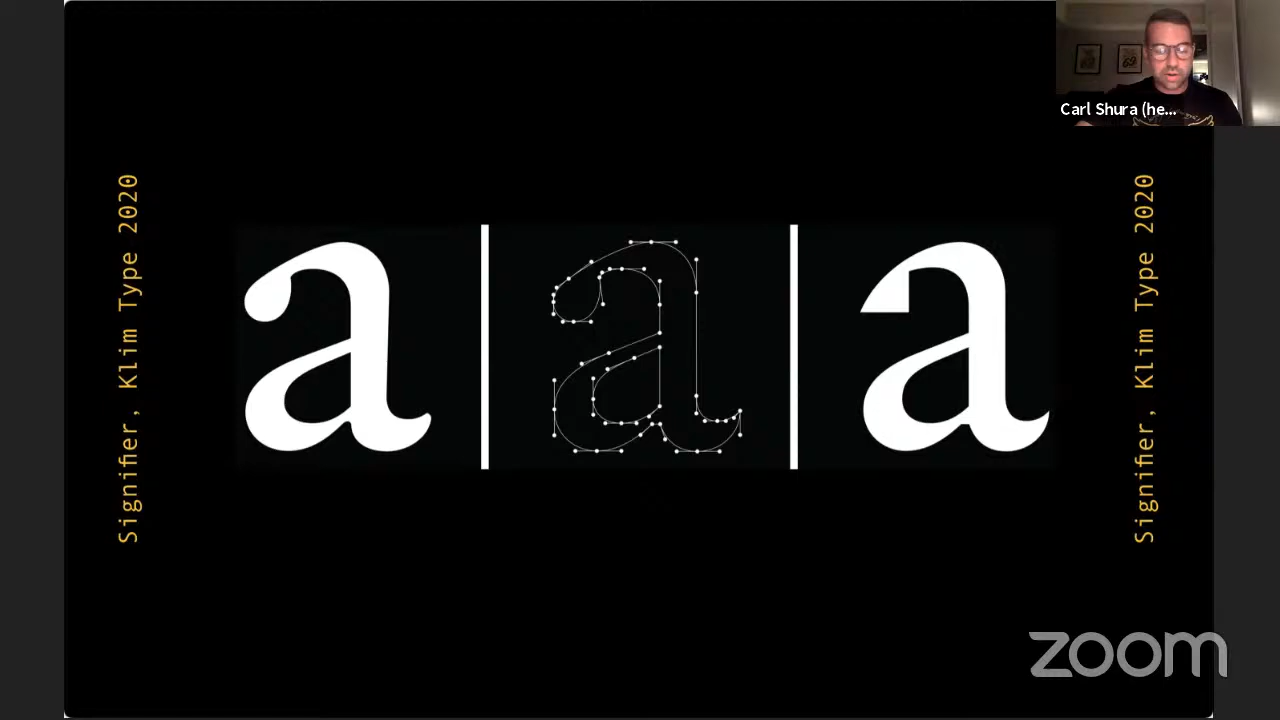 Carl Shura (he...
Signifier, Klim Type 2020
a
a
a
Signifier, Klim Type 2020
zoom